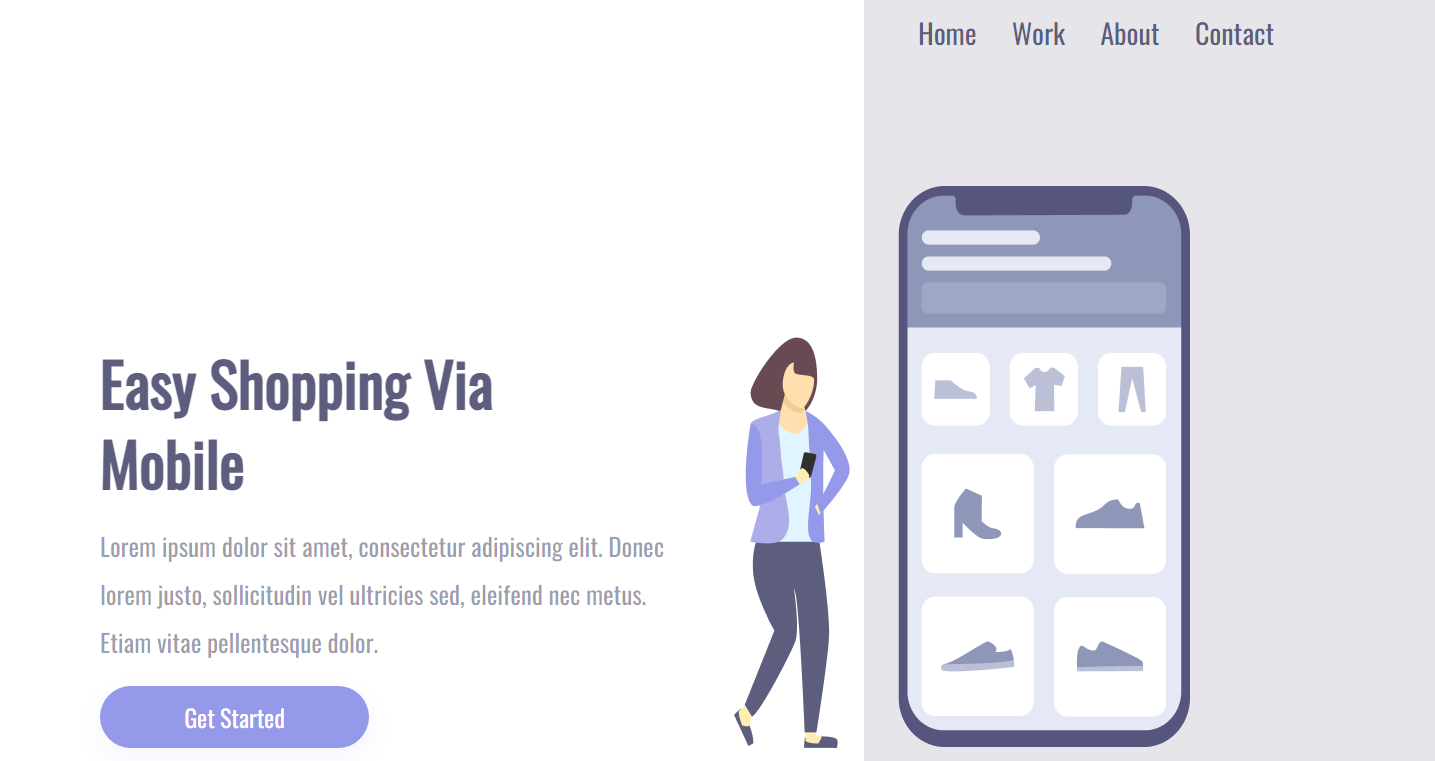 Home Work About Contact
Easy Shopping Via
Mobile
Lorem ipsum dolor sit amet, consectetur adipiscing elit. Donec
lorem justo, sollicitudin vel ultricies sed, eleifend nec metus.
Etiam vitae pellentesque dolor.
Get Started